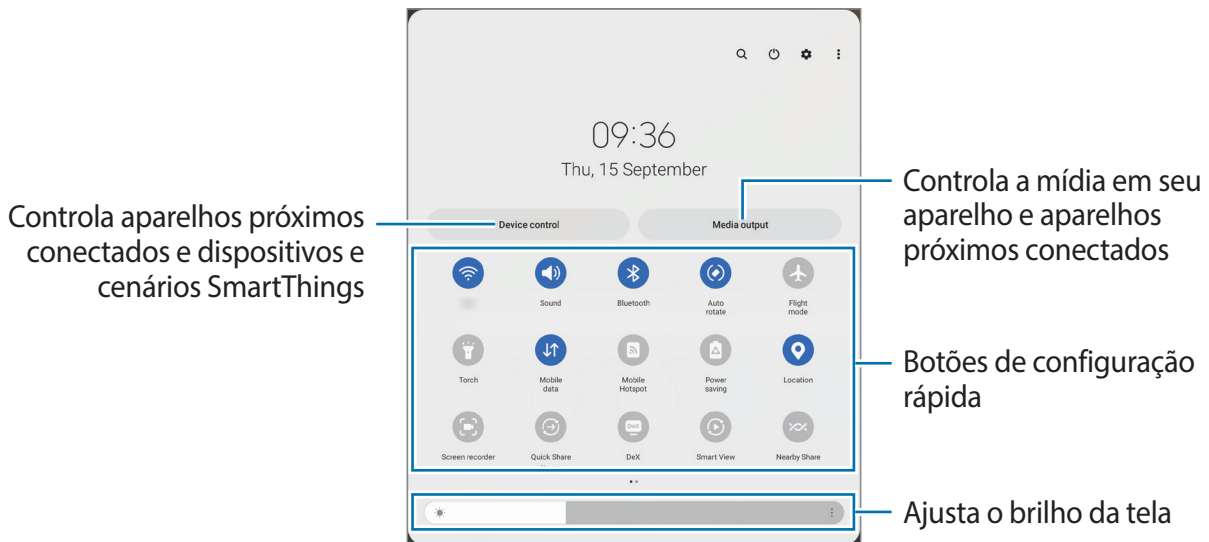 09:36
Thu, 15 September
Controla aparelhos próximos
conectados e dispositivos e
cenários SmartThings
Device control
Media output
Controla a mídia em seu
aparelho e aparelhos
próximos conectados
Sound
Bluetooth
Auto
rotate
Flight
mode
Torch
Mobile
data
Mobile
Hotspot
Power
saving
Location
Botões de configuração
rápida
DeX
Screen recorder
Quick Share
DeX
Smart View
Nearby Share
Ajusta o brilho da tela